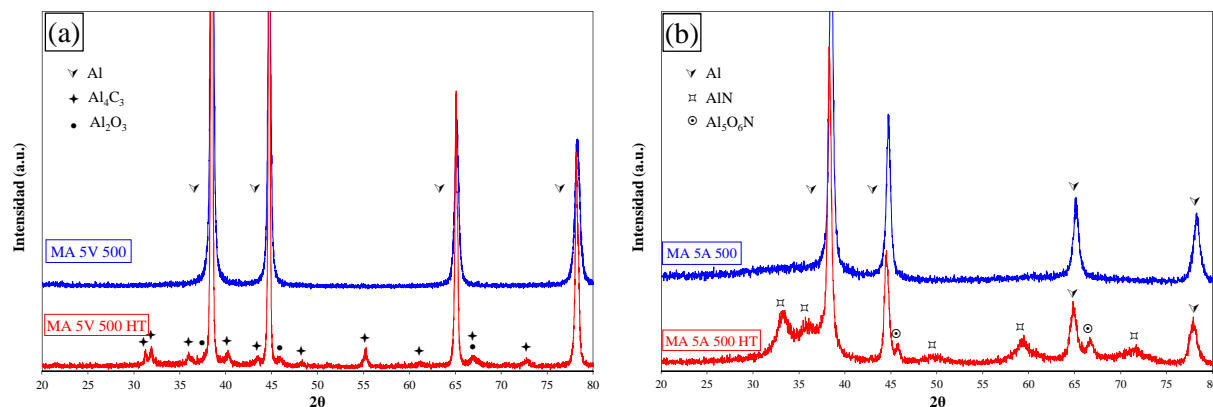 (a)
Al
Al₄C₃
Al₂O₃
MA 5V 500
MA 5V 500 HT
Intensidad (a.u.)
20 25 30 35 40 45 50 55 60 65 70 75 80
2θ
(b)
Al
AlN
Al₅O₆N
MA 5A 500
MA 5A 500 HT
Intensidad (a.u.)
20 25 30 35 40 45 50 55 60 65 70 75 80
2θ